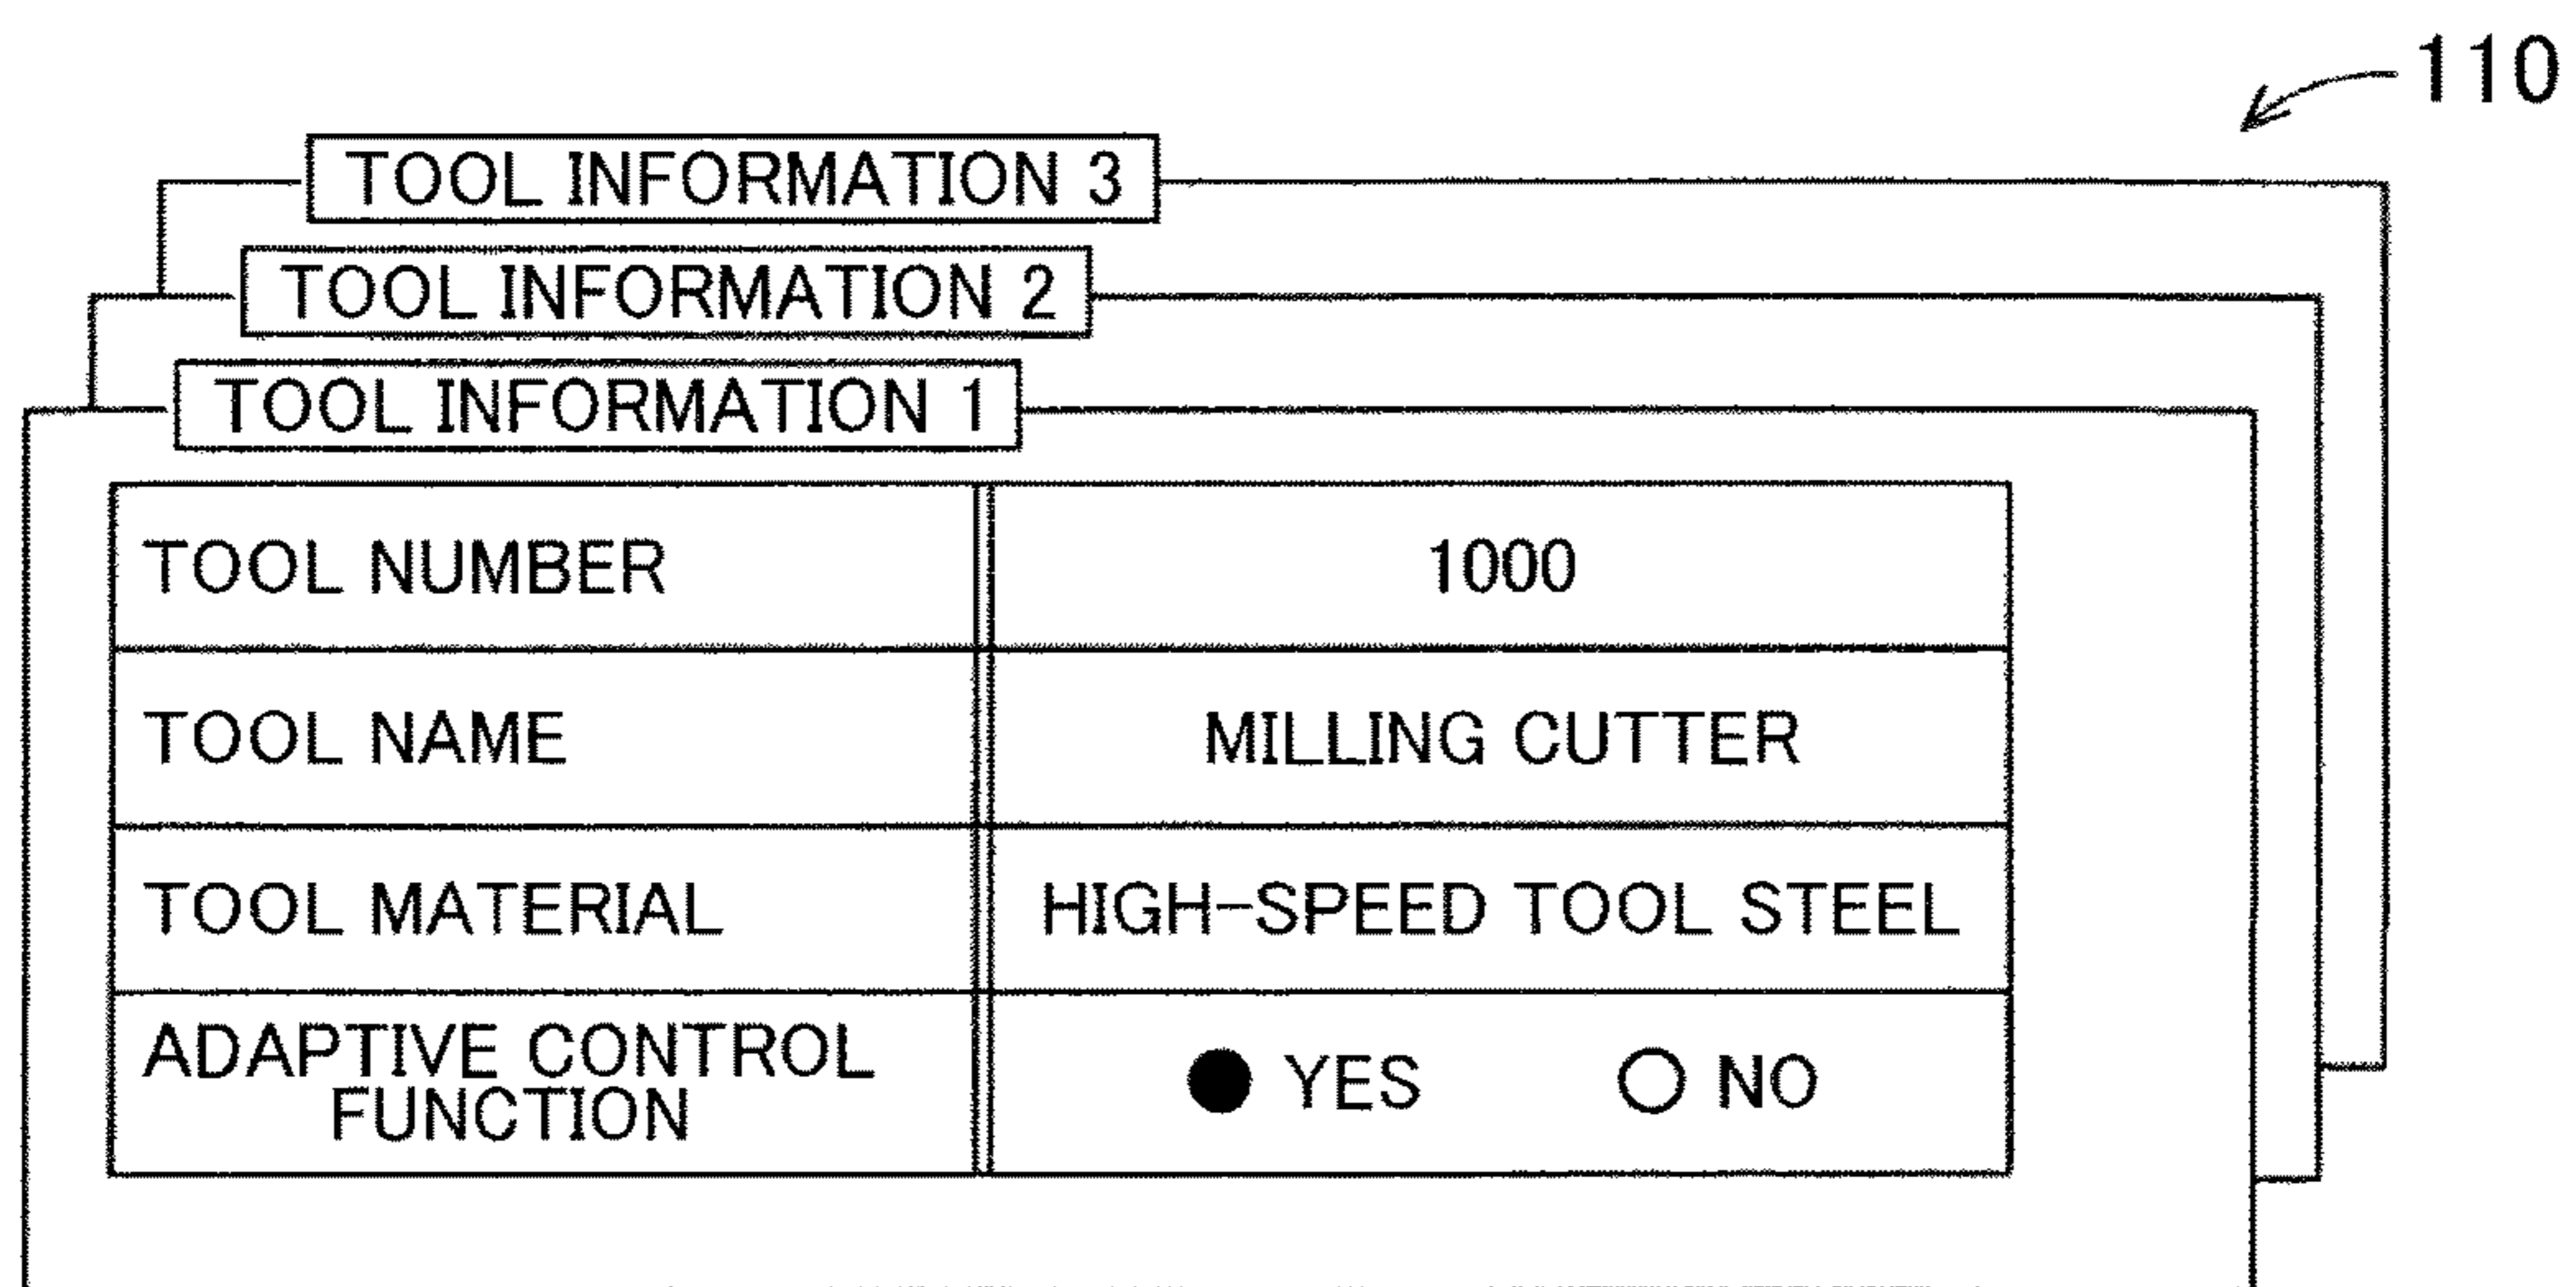 110
TOOL INFORMATION 3
TOOL INFORMATION 2
TOOL INFORMATION 1
TOOL NUMBER 1000
TOOL NAME MILLING CUTTER
TOOL MATERIAL HIGH-SPEED TOOL STEEL
ADAPTIVE CONTROL
FUNCTION
YES NO